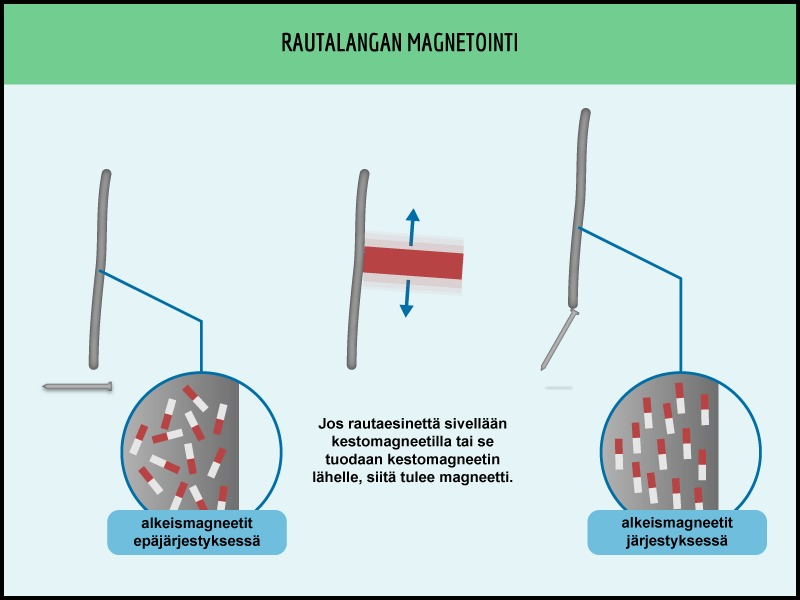 RAUTALANGAN MAGNETOINTI
Jos rautaesinettä sivellään
kestomagneetilla tai se
tuodaan kestomagneetin
lähelle, siitä tulee magneetti.
alkeismagneetit
epäjärjestyksessä
alkeismagneetit
järjestyksessä